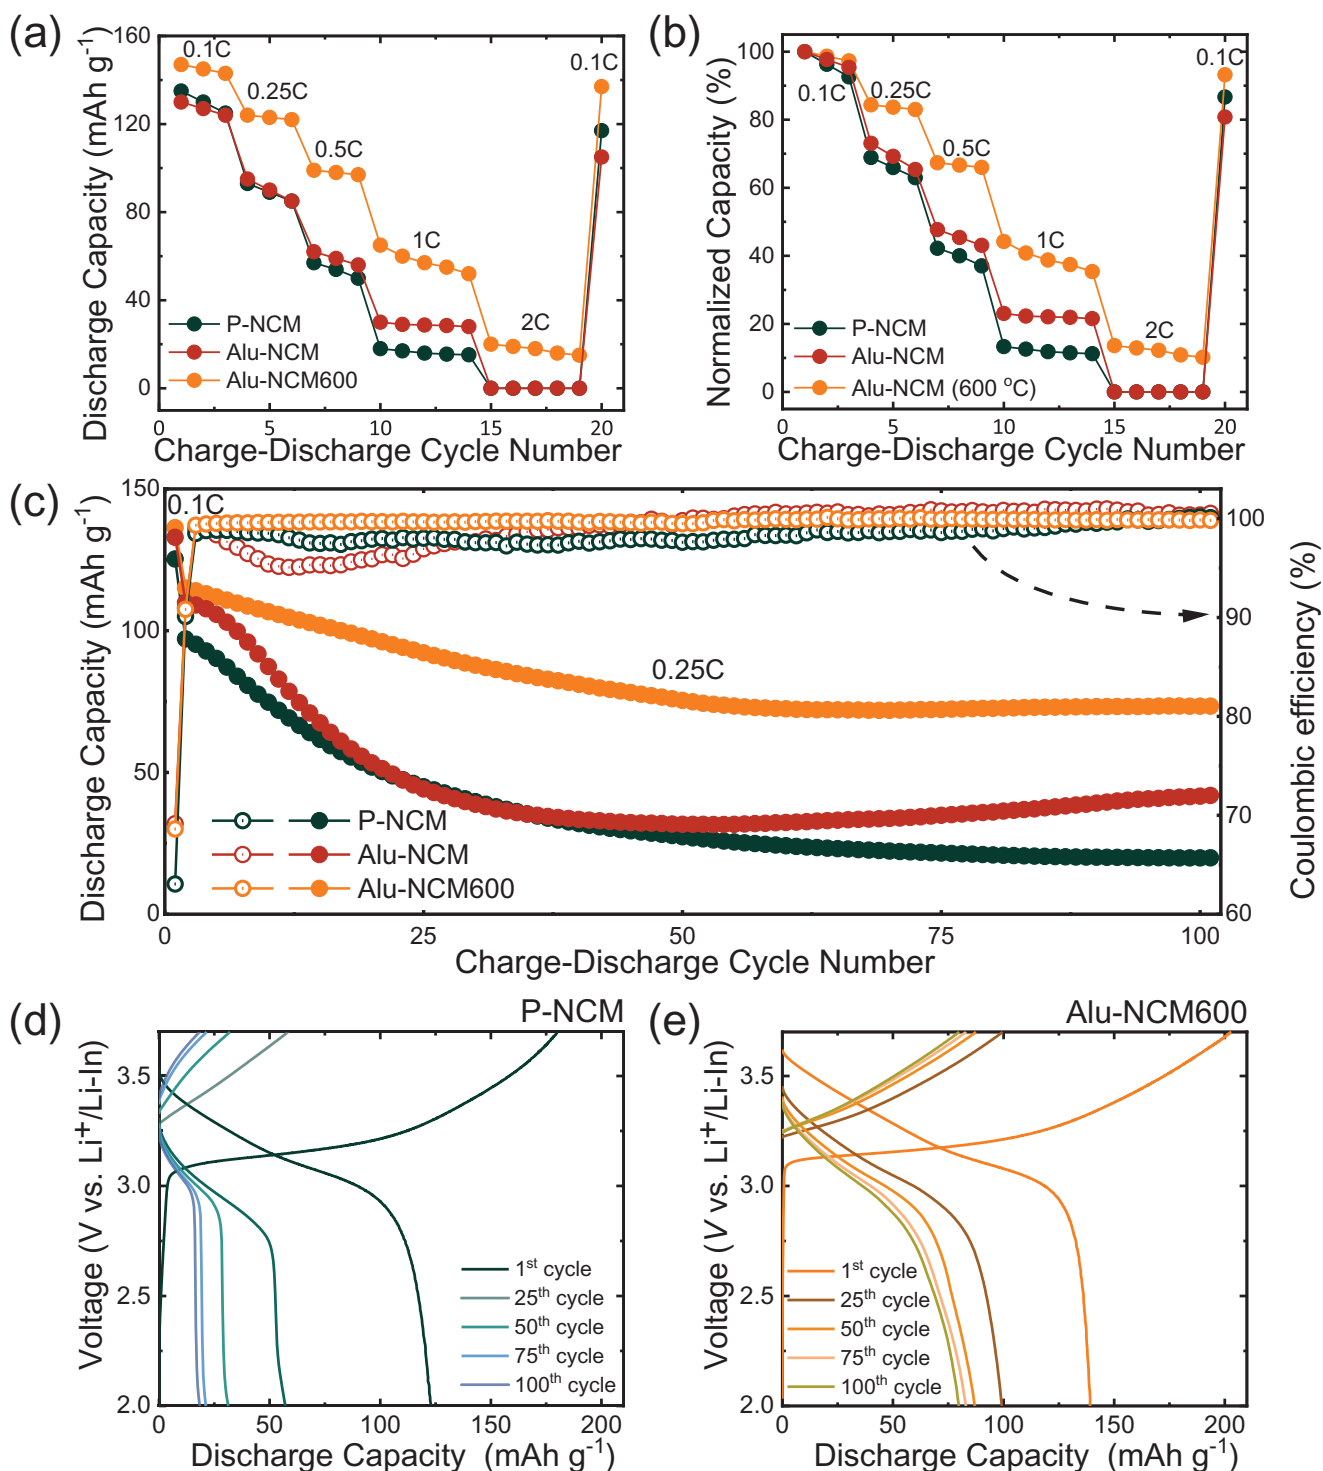 (a)
Discharge Capacity (mAh g⁻¹)
160
120
80
40
0
0.1C
0.25C
0.5C
1C
2C
0.1C
P-NCM
Alu-NCM
Alu-NCM600
0 5 10 15 20
Charge-Discharge Cycle Number
(b)
Normalized Capacity (%)
100
80
60
40
20
0
0.1C
0.25C
0.5C
1C
2C
0.1C
P-NCM
Alu-NCM
Alu-NCM (600 °C)
0 5 10 15 20
Charge-Discharge Cycle Number
(c)
Discharge Capacity (mAh g⁻¹)
150
100
50
0
0.1C
0.25C
P-NCM
Alu-NCM
Alu-NCM600
100
90
80
70
60
Coulombic efficiency (%)
0 25 50 75 100
Charge-Discharge Cycle Number
(d)
P-NCM
Voltage (V vs. Li⁺/Li-In)
3.5
3.0
2.5
2.0
1st cycle
25th cycle
50th cycle
75th cycle
100th cycle
0 50 100 150 200
Discharge Capacity (mAh g⁻¹)
(e)
Alu-NCM600
Voltage (V vs. Li⁺/Li-In)
3.5
3.0
2.5
2.0
1st cycle
25th cycle
50th cycle
75th cycle
100th cycle
0 50 100 150 200
Discharge Capacity (mAh g⁻¹)